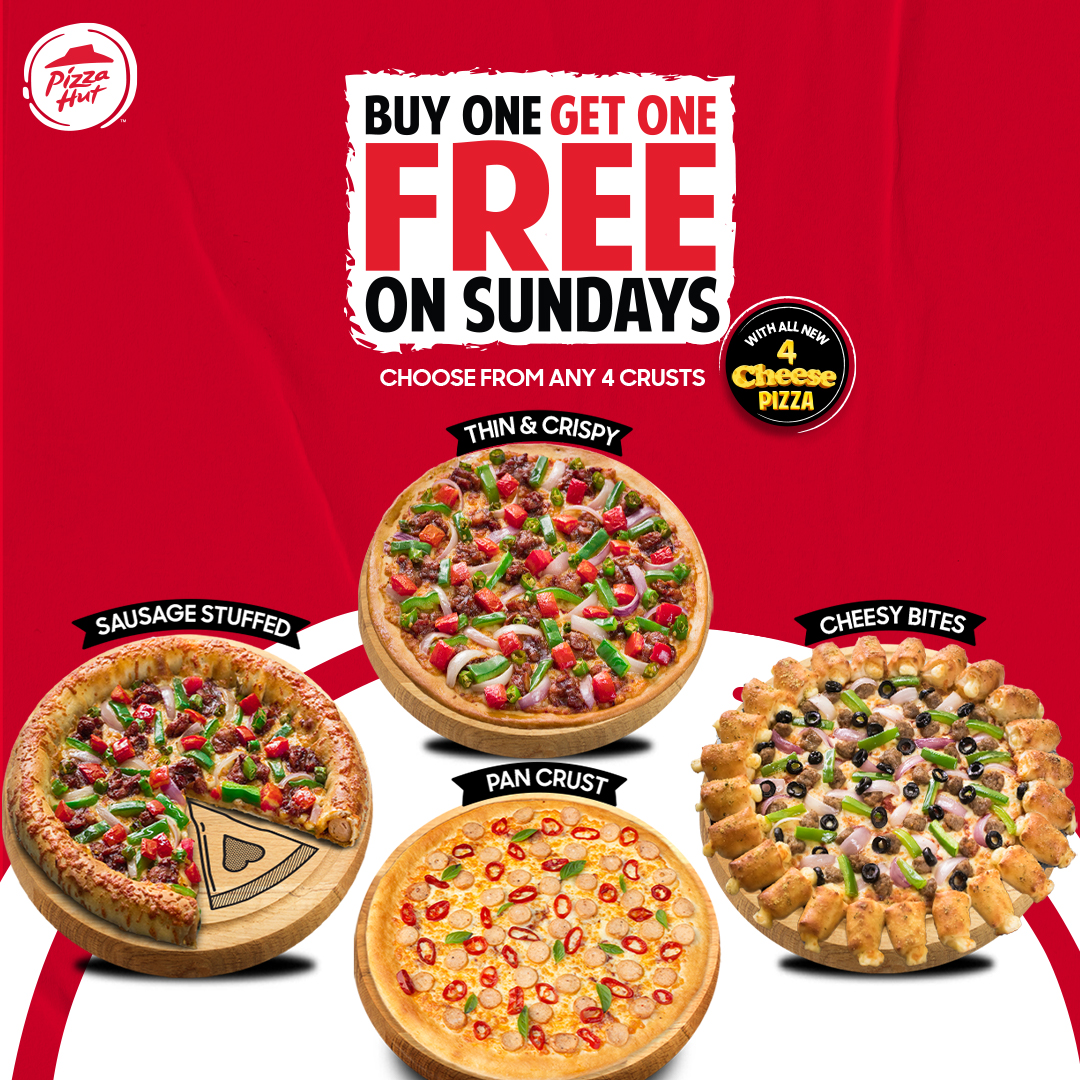 Pizza
Hut
™
BUY ONE GET ONE
FREE
ON SUNDAYS
CHOOSE FROM ANY 4 CRUSTS
WITH ALL NEW
4
Cheese
PIZZA
THIN & CRISPY
SAUSAGE STUFFED
CHEESY BITES
PAN CRUST